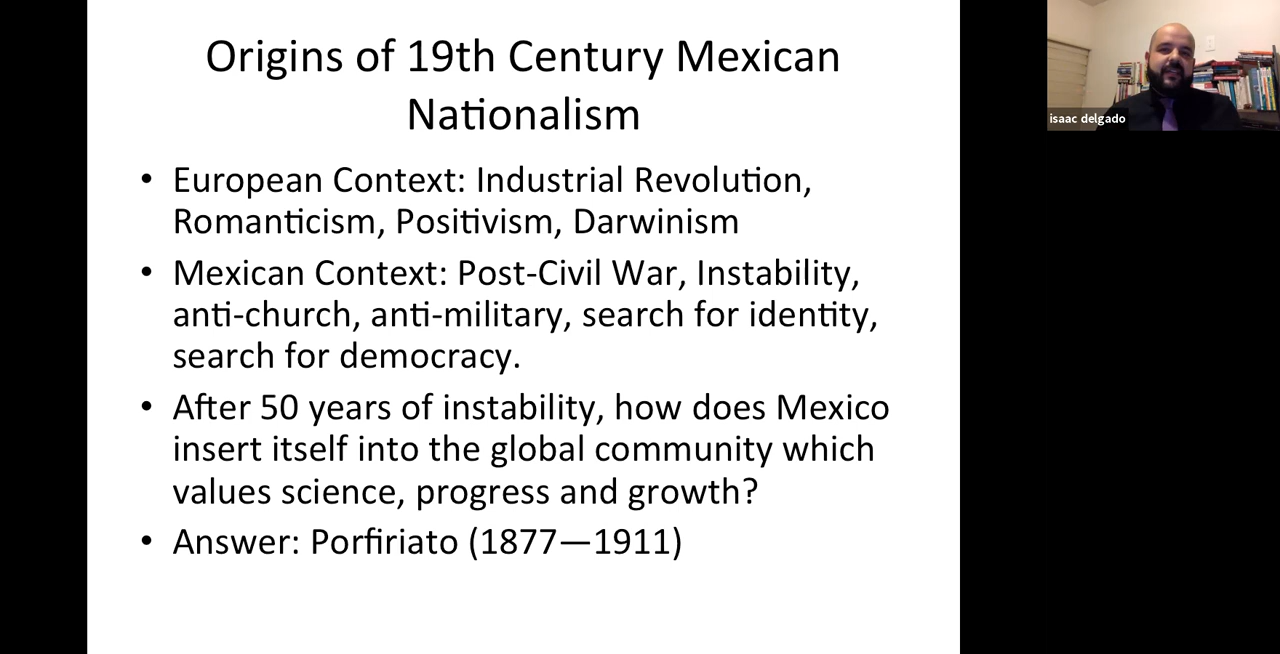 Origins of 19th Century Mexican
Nationalism
• European Context: Industrial Revolution,
Romanticism, Positivism, Darwinism
• Mexican Context: Post-Civil War, Instability,
anti-church, anti-military, search for identity,
search for democracy.
• After 50 years of instability, how does Mexico
insert itself into the global community which
values science, progress and growth?
• Answer: Porfiriato (1877—1911)
isaac delgado